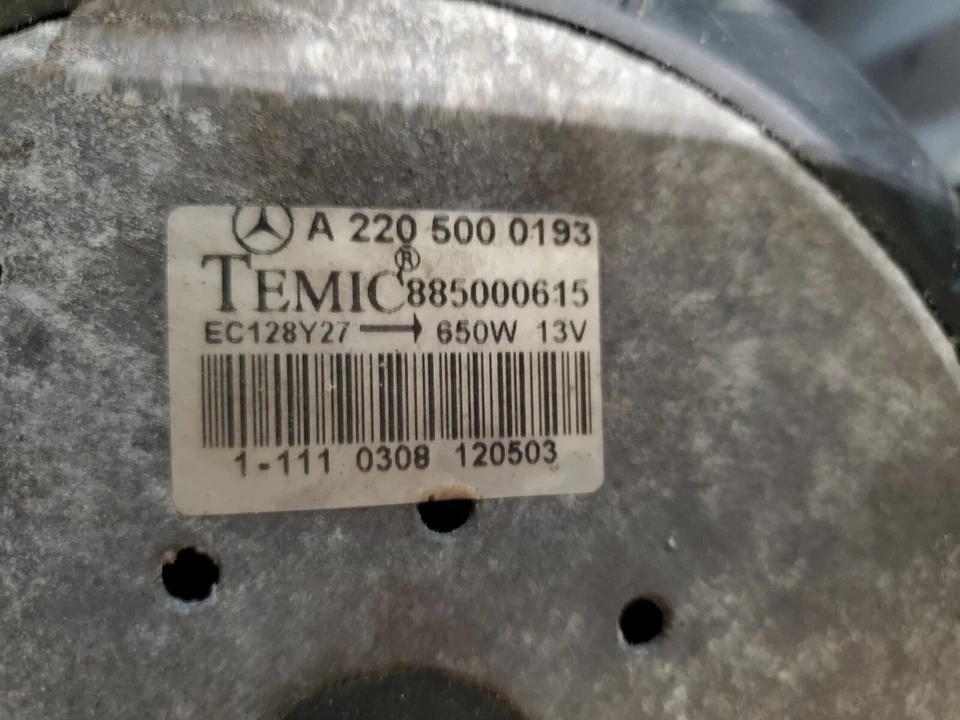 A 220 500 0193
TEMIC® 885000615
EC128Y27 → 650W 13V
1-111 0308 120503